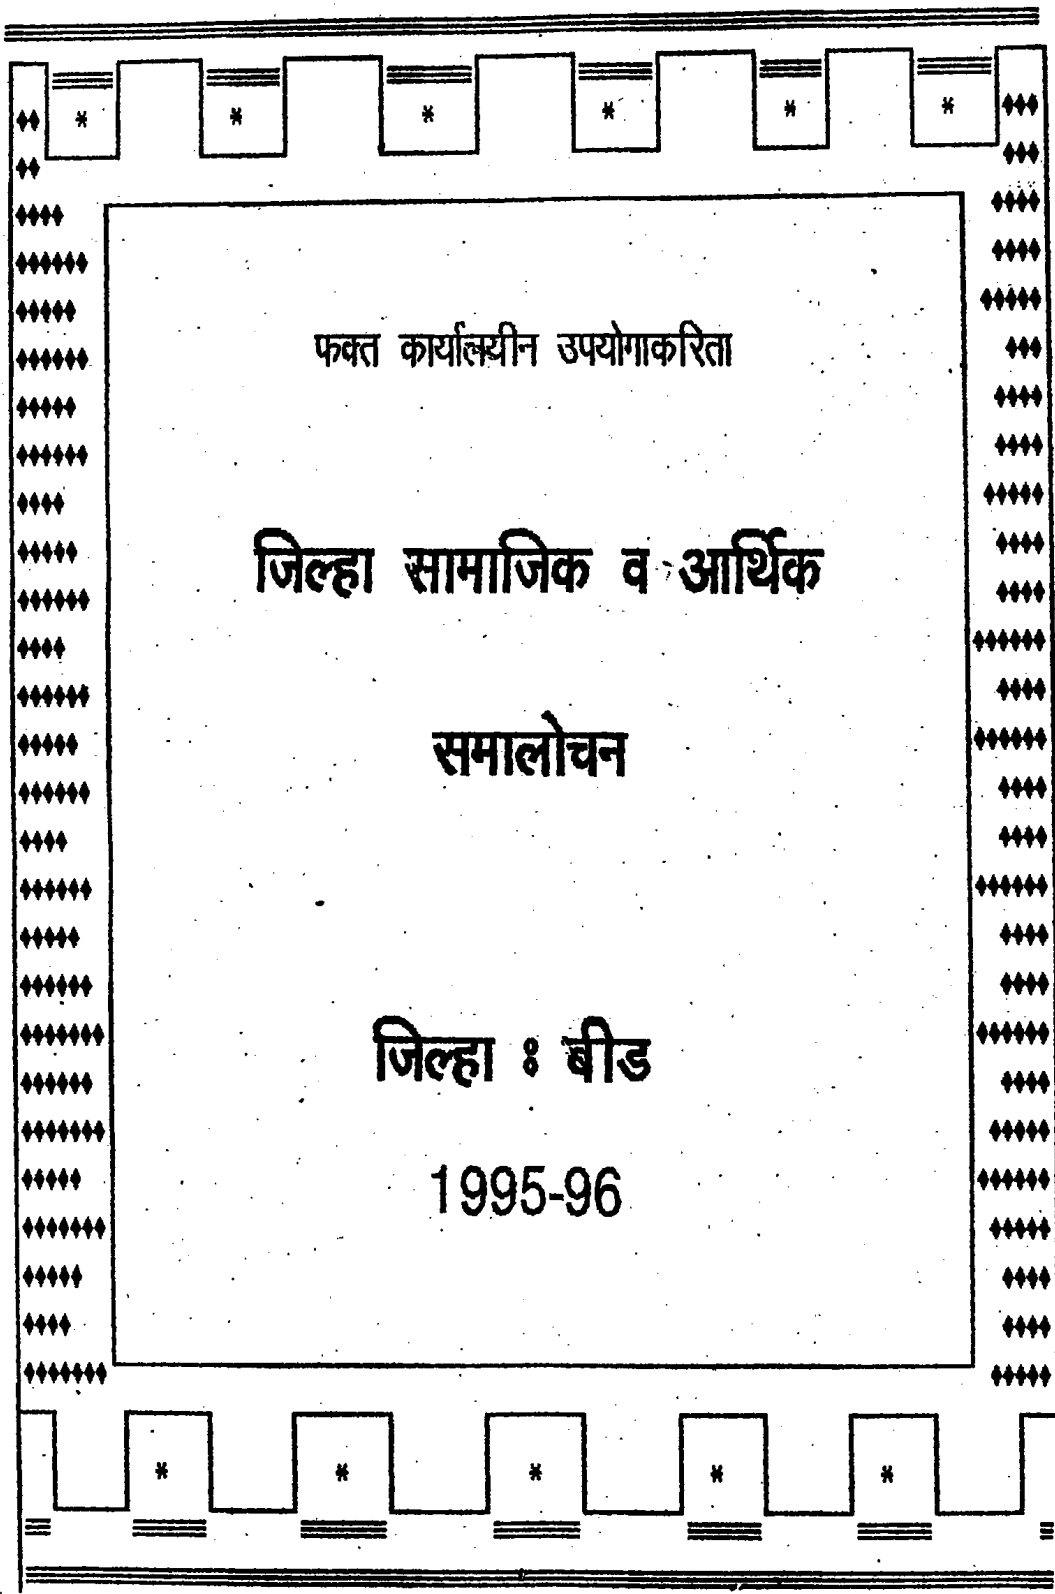 फक्त कार्यालयीन उपयोगाकरिता
जिल्हा सामाजिक व आर्थिक
समालोचन
जिल्हा : बीड
1995-96